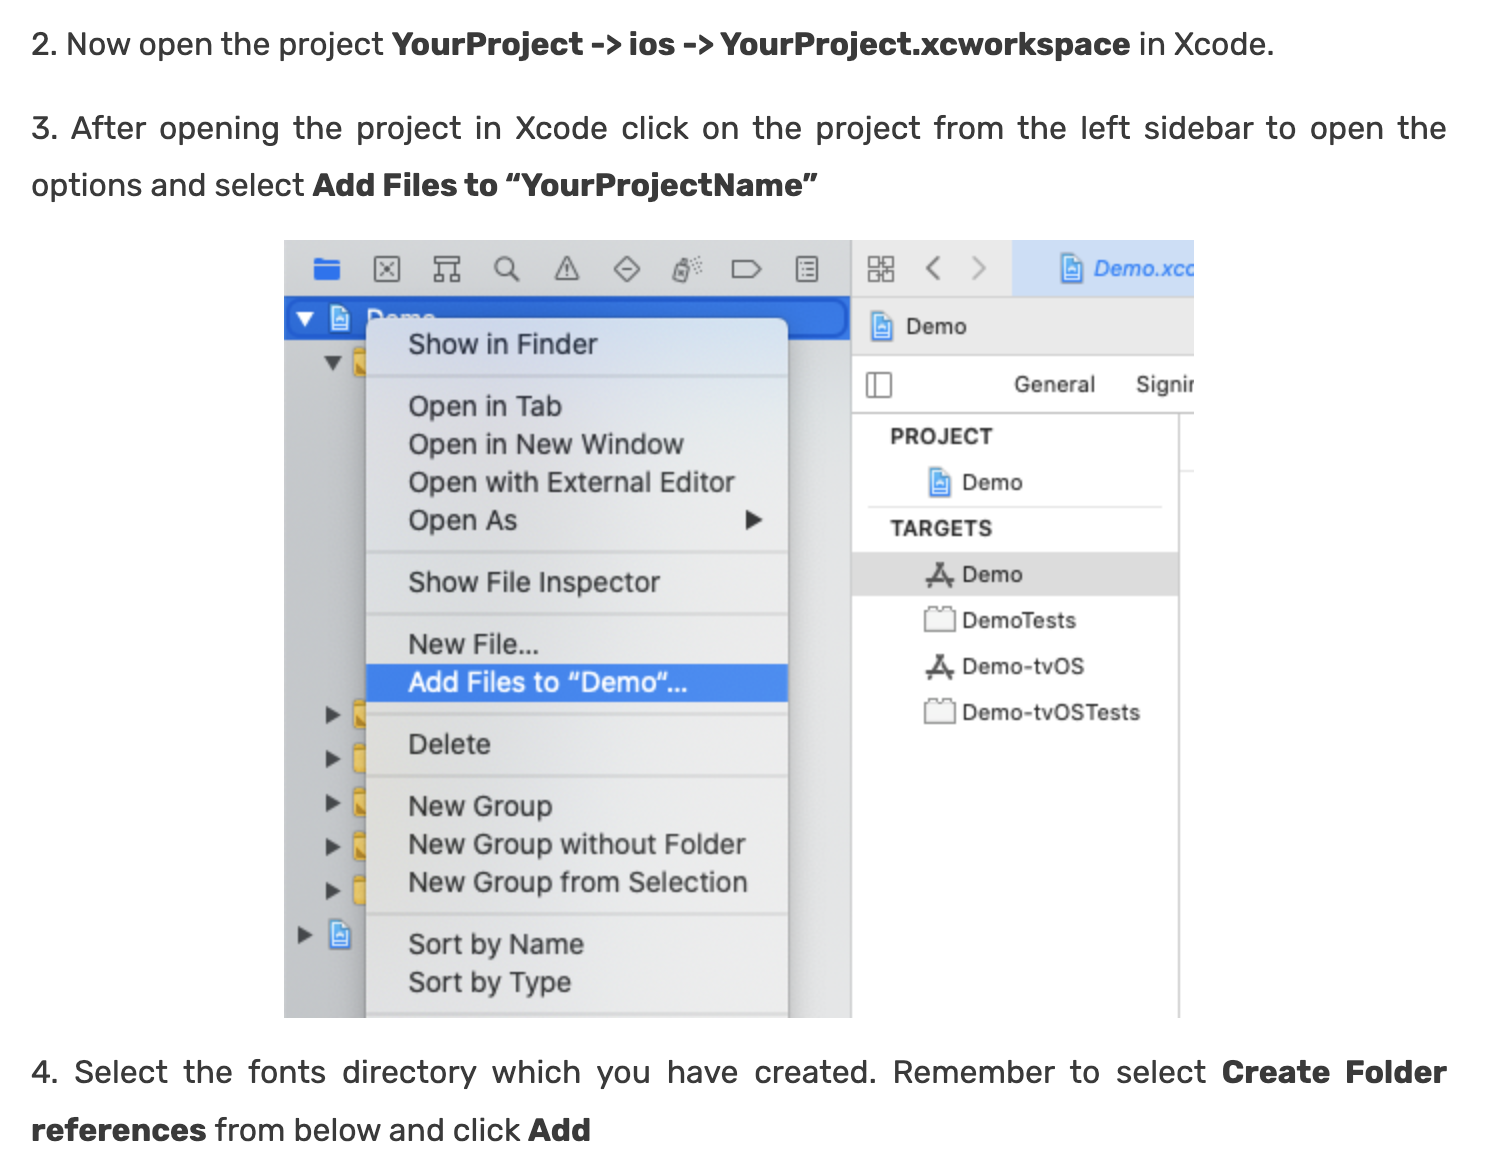 2. Now open the project YourProject -> ios -> YourProject.xcworkspace in Xcode.
3. After opening the project in Xcode click on the project from the left sidebar to open the
options and select Add Files to “YourProjectName”
Demo.xcc
Demo
Demo
Show in Finder
Open in Tab
Open in New Window
Open with External Editor
Open As
Show File Inspector
New File...
Add Files to “Demo“...
Delete
New Group
New Group without Folder
New Group from Selection
Sort by Name
Sort by Type
General Signin
PROJECT
Demo
TARGETS
Demo
DemoTests
Demo-tvOS
Demo-tvOSTests
4. Select the fonts directory which you have created. Remember to select Create Folder
references from below and click Add